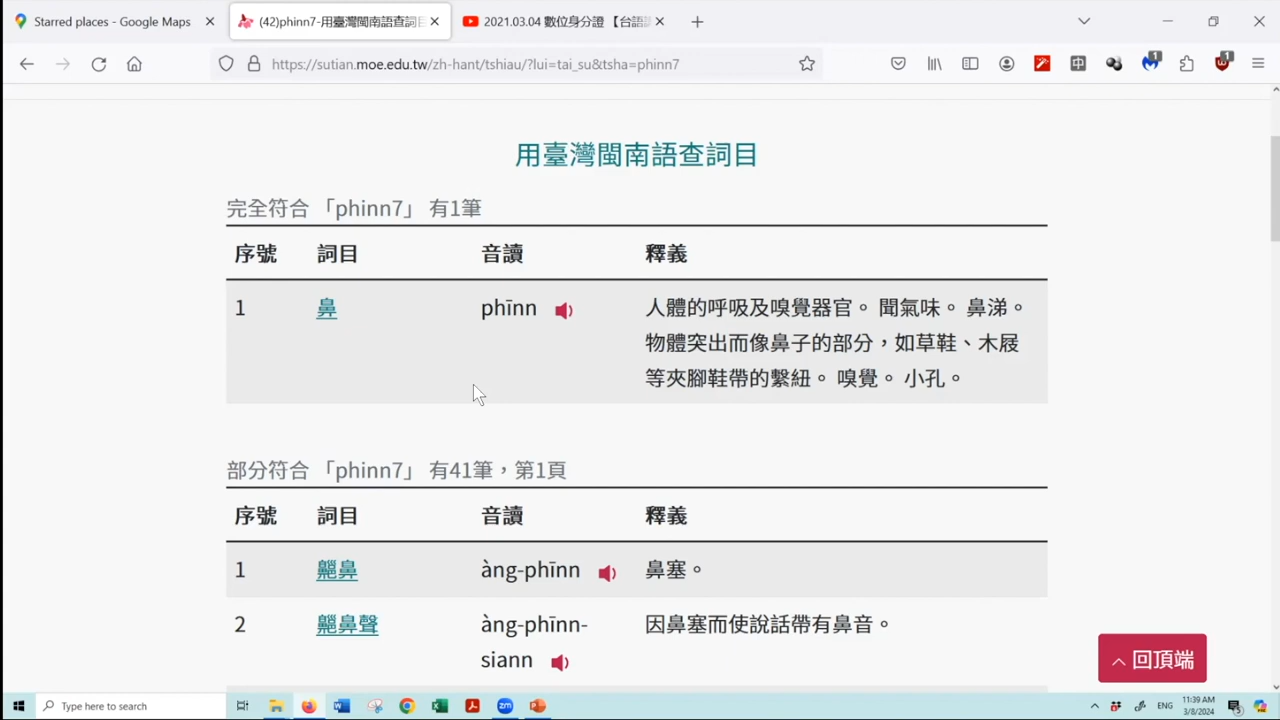 Starred places - Google Maps
(42)phinn7-用臺灣閩南語查詞目
2021.03.04 數位身分證 【台語
https://sutian.moe.edu.tw/zh-hant/tshiau/?lui=tai_su&tsha=phinn7
中
1
1
用臺灣閩南語查詞目
完全符合 「phinn7」 有1筆
序號 詞目 音讀 釋義
1 鼻 phīnn 人體的呼吸及嗅覺器官。 聞氣味。 鼻涕。
物體突出而像鼻子的部分，如草鞋、木屐
等夾腳鞋帶的繫紐。 嗅覺。 小孔。
部分符合 「phinn7」 有41筆，第1頁
序號 詞目 音讀 釋義
1 齆鼻 àng-phīnn 鼻塞。
2 齆鼻聲 àng-phīnn- 因鼻塞而使說話帶有鼻音。
siann
回頂端
Type here to search
ENG
11:39 AM
3/8/2024